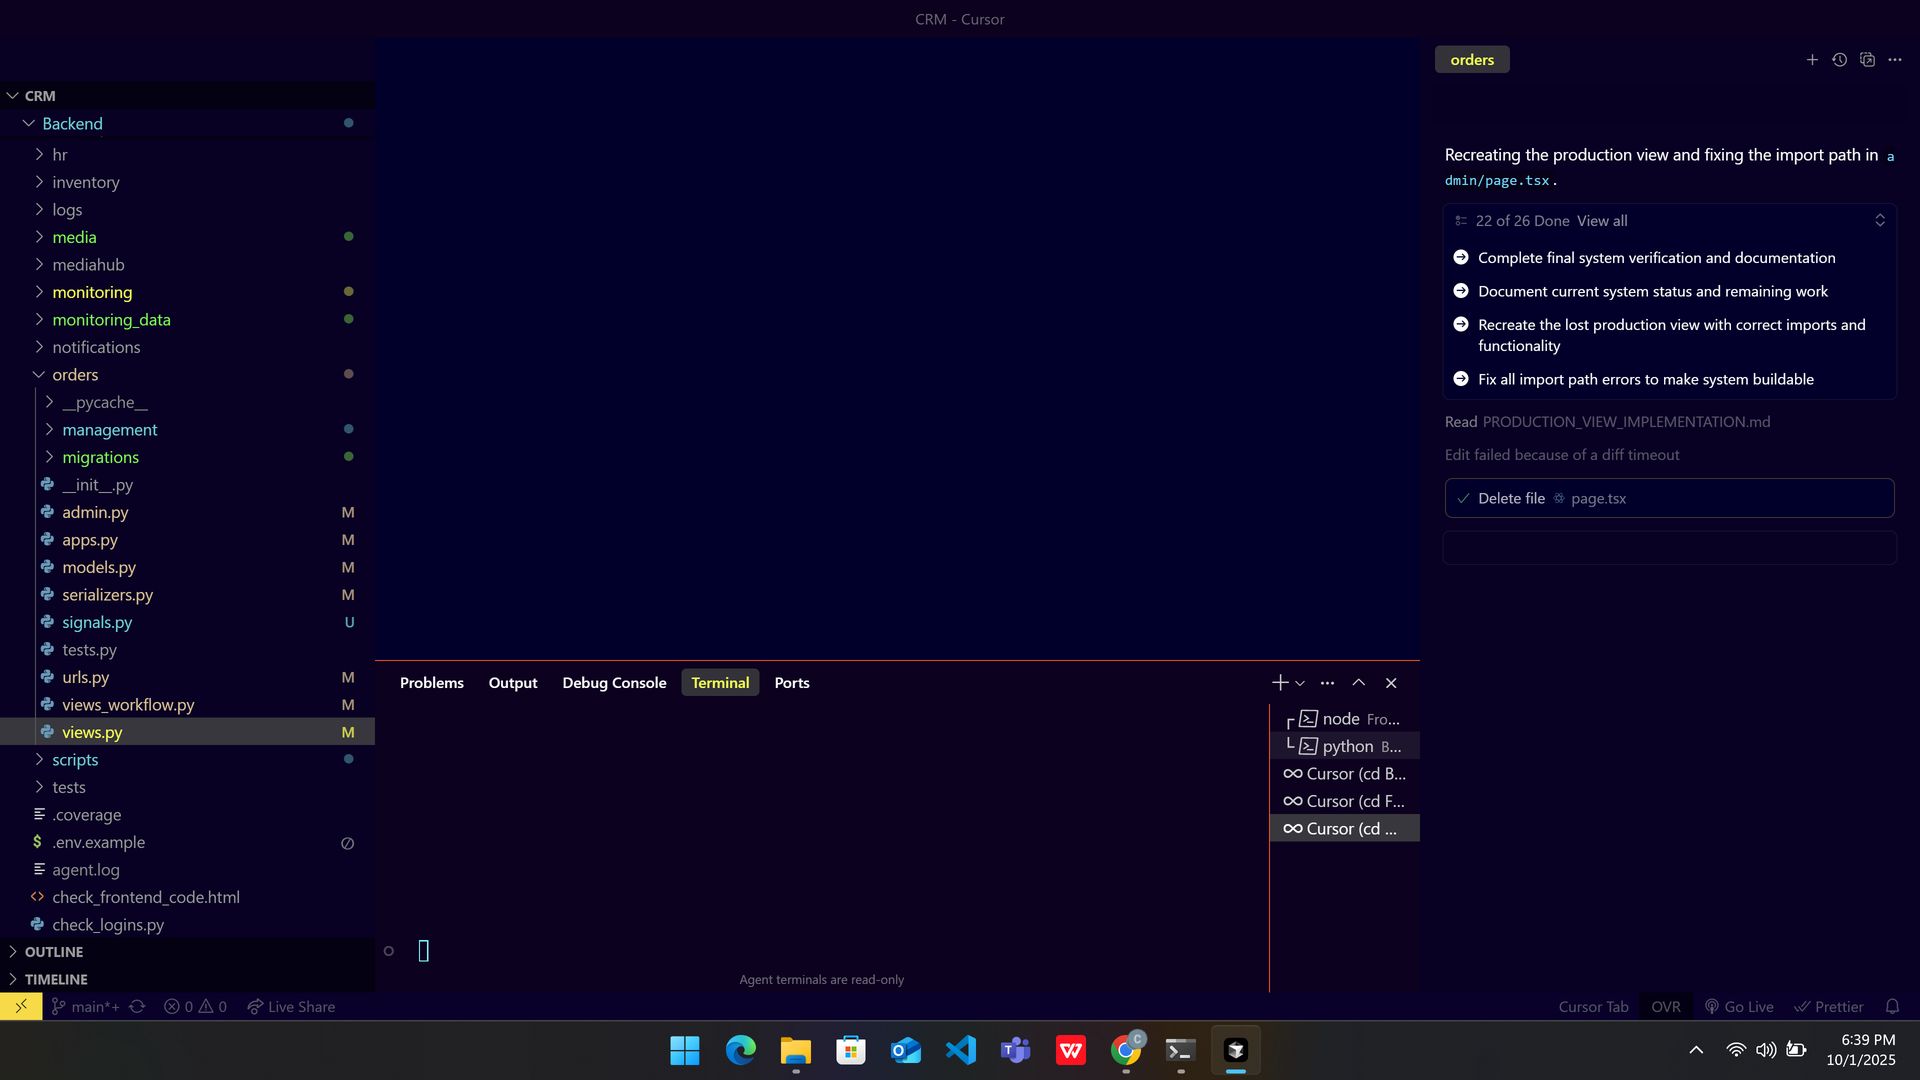 CRM - Cursor
CRM
Backend
hr
inventory
logs
media
mediahub
monitoring
monitoring_data
notifications
orders
__pycache__
management
migrations
__init__.py
admin.py M
apps.py M
models.py M
serializers.py M
signals.py U
tests.py
urls.py M
views_workflow.py M
views.py M
scripts
tests
.coverage
$ .env.example
agent.log
<> check_frontend_code.html
check_logins.py
OUTLINE
TIMELINE
Problems Output Debug Console Terminal Ports
node Fro...
python B...
Cursor (cd B...
Cursor (cd F...
Cursor (cd ...
Agent terminals are read-only
orders
Recreating the production view and fixing the import path in a
dmin/page.tsx.
22 of 26 Done View all
Complete final system verification and documentation
Document current system status and remaining work
Recreate the lost production view with correct imports and
functionality
Fix all import path errors to make system buildable
Read PRODUCTION_VIEW_IMPLEMENTATION.md
Edit failed because of a diff timeout
Delete file page.tsx
main*+ 0 0 Live Share
Cursor Tab OVR Go Live Prettier
C
W
T
6:39 PM
10/1/2025